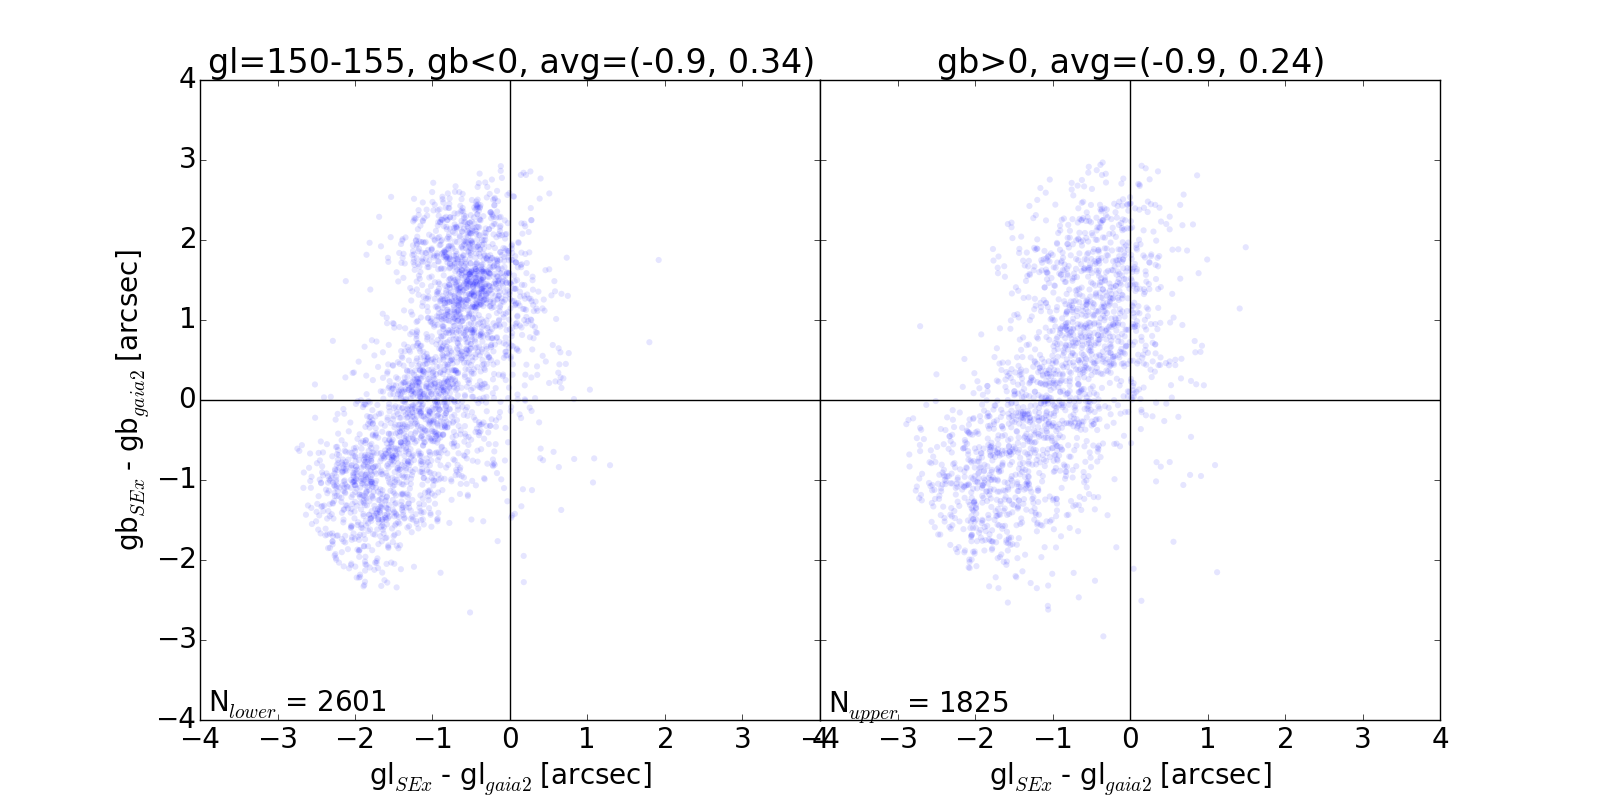 gl=150-155, gb<0, avg=(-0.9, 0.34)
gb>0, avg=(-0.9, 0.24)
4
3
2
1
0
−1
−2
−3
−4
gb_SEx - gb_gaia2 [arcsec]
N_lower = 2601
N_upper = 1825
−4 −3 −2 −1 0 1 2 3 4
−4 −3 −2 −1 0 1 2 3 4
gl_SEx - gl_gaia2 [arcsec]
gl_SEx - gl_gaia2 [arcsec]